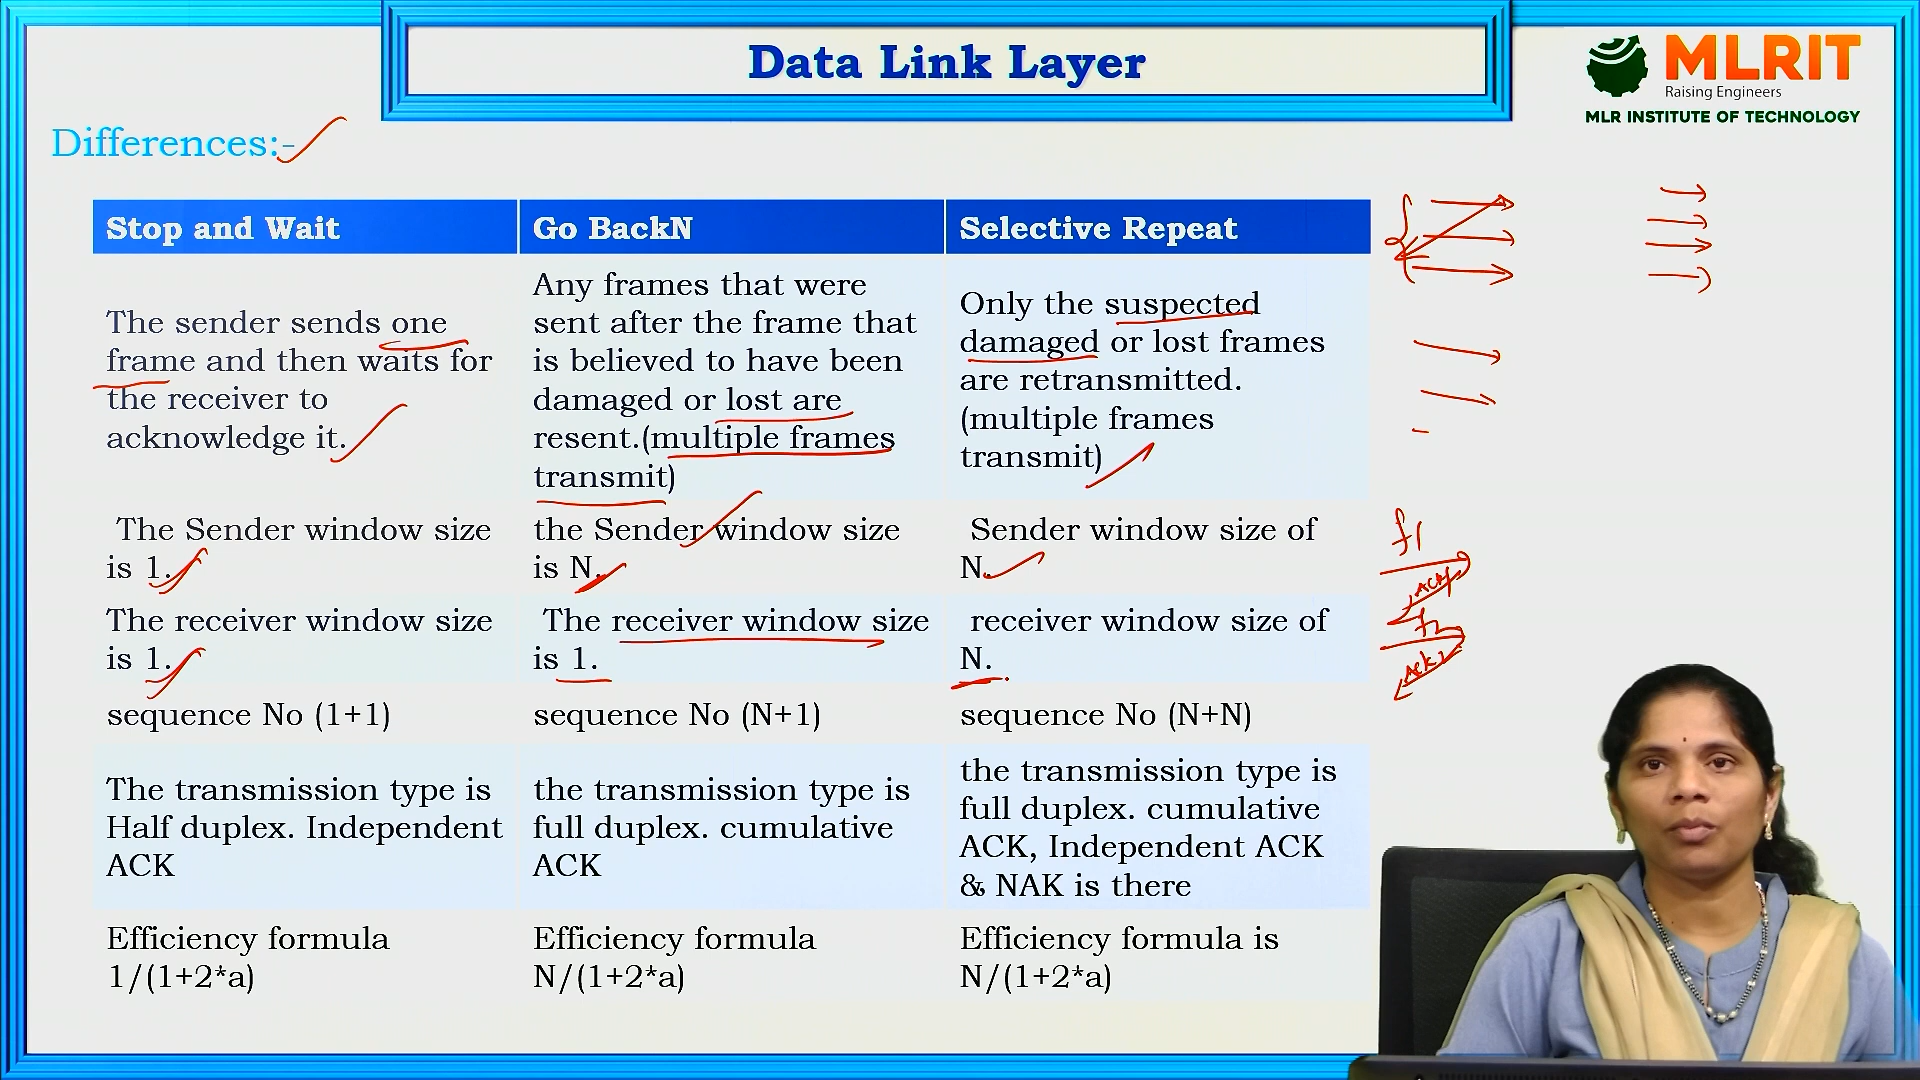 Data Link Layer
MLRIT
Raising Engineers
MLR INSTITUTE OF TECHNOLOGY
Differences:-
Stop and Wait
Go BackN
Selective Repeat
The sender sends one
frame and then waits for
the receiver to
acknowledge it.
Any frames that were
sent after the frame that
is believed to have been
damaged or lost are
resent.(multiple frames
transmit)
Only the suspected
damaged or lost frames
are retransmitted.
(multiple frames
transmit)
The Sender window size
is 1.
the Sender window size
is N.
Sender window size of
N.
The receiver window size
is 1.
The receiver window size
is 1.
receiver window size of
N.
sequence No (1+1)
sequence No (N+1)
sequence No (N+N)
The transmission type is
Half duplex. Independent
ACK
the transmission type is
full duplex. cumulative
ACK
the transmission type is
full duplex. cumulative
ACK, Independent ACK
& NAK is there
Efficiency formula
1/(1+2*a)
Efficiency formula
N/(1+2*a)
Efficiency formula is
N/(1+2*a)
f1
ACK1
f2
ACK2